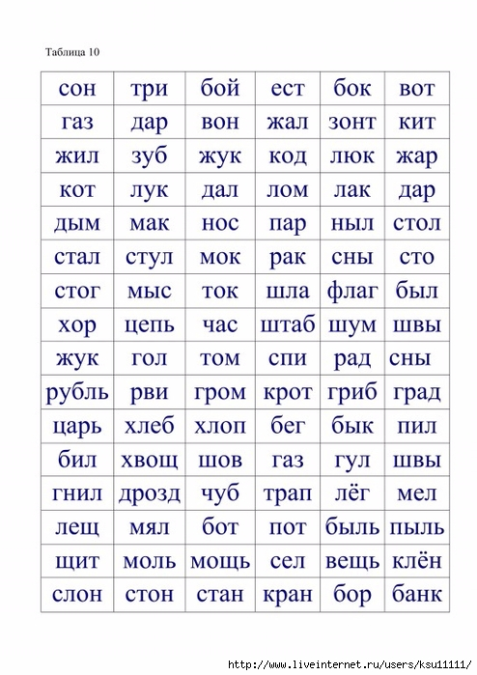 Таблица 10
сон три бой ест бок вот
газ дар вон жал зонт кит
жил зуб жук код люк жар
кот лук дал лом лак дар
дым мак нос пар ныл стол
стал стул мок рак сны сто
стог мыс ток шла флаг был
хор цепь час штаб шум швы
жук гол том спи рад сны
рубль рви гром крот гриб град
царь хлеб хлоп бег бык пил
бил хвощ шов газ гул швы
гнил дрозд чуб трап лёг мел
лещ мял бот пот быль пыль
щит моль мощь сел вещь клён
слон стон стан кран бор банк
http://www.liveinternet.ru/users/ksu11111/